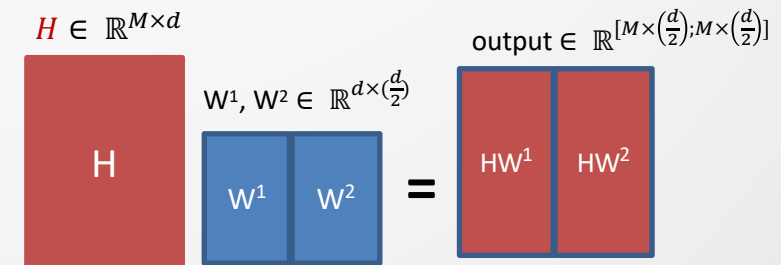 H ∈ ℝ^{M×d}
W¹, W² ∈ ℝ^{d×(d/2)}
output ∈ ℝ^{[M×(d/2);M×(d/2)]}
H
W¹
W²
=
HW¹
HW²